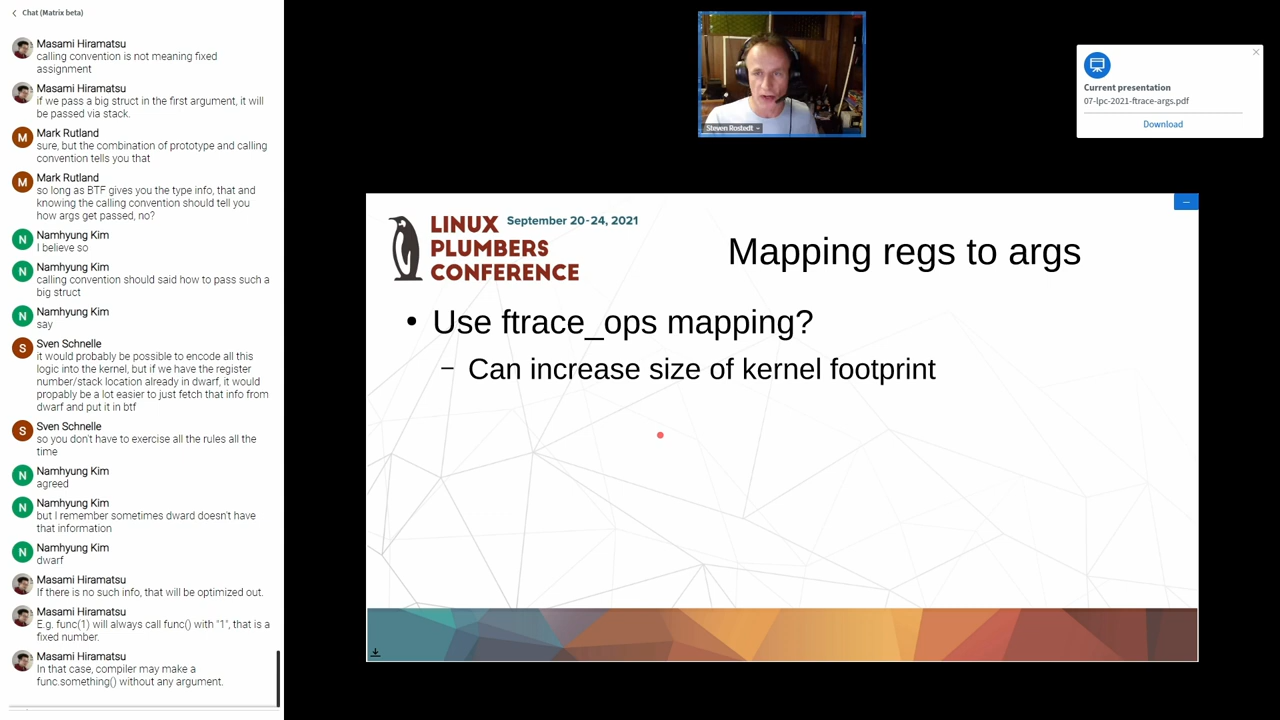 Chat (Matrix beta)
Masami Hiramatsu
calling convention is not meaning fixed
assignment
Masami Hiramatsu
if we pass a big struct in the first argument, it will
be passed via stack.
M
Mark Rutland
sure, but the combination of prototype and calling
convention tells you that
M
Mark Rutland
so long as BTF gives you the type info, that and
knowing the calling convention should tell you
how args get passed, no?
N
Namhyung Kim
I believe so
N
Namhyung Kim
calling convention should said how to pass such a
big struct
N
Namhyung Kim
say
S
Sven Schnelle
it would probably be possible to encode all this
logic into the kernel, but if we have the register
number/stack location already in dwarf, it would
propably be a lot easier to just fetch that info from
dwarf and put it in btf
S
Sven Schnelle
so you don't have to exercise all the rules all the
time
N
Namhyung Kim
agreed
N
Namhyung Kim
but I remember sometimes dward doesn't have
that information
N
Namhyung Kim
dwarf
Masami Hiramatsu
If there is no such info, that will be optimized out.
Masami Hiramatsu
E.g. func(1) will always call func() with "1", that is a
fixed number.
Masami Hiramatsu
In that case, compiler may make a
func.something() without any argument.
Steven Rostedt
Current presentation
07-lpc-2021-ftrace-args.pdf
Download
LINUX
PLUMBERS
CONFERENCE
September 20-24, 2021
Mapping regs to args
• Use ftrace_ops mapping?
– Can increase size of kernel footprint